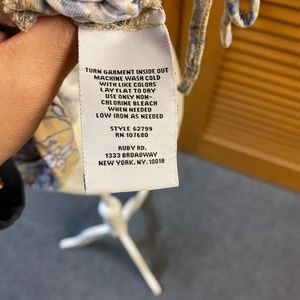 TURN GARMENT INSIDE OUT
MACHINE WASH COLD
WITH LIKE COLORS
LAY FLAT TO DRY
USE ONLY NON-
CHLORINE BLEACH
WHEN NEEDED
LOW IRON AS NEEDED
STYLE 62799
RN 107680
RUBY RD.
1333 BROADWAY
NEW YORK, NY. 10018